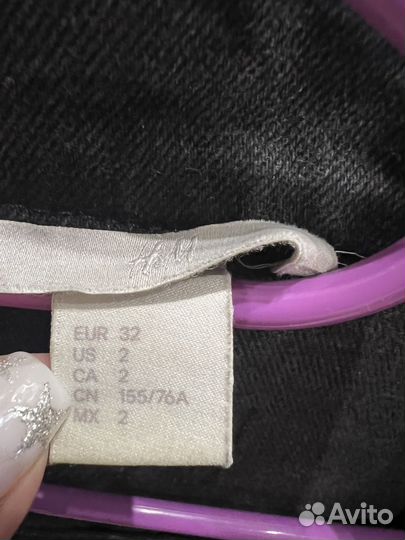 H&M
EUR 32
US 2
CA 2
CN 155/76A
MX 2
Avito